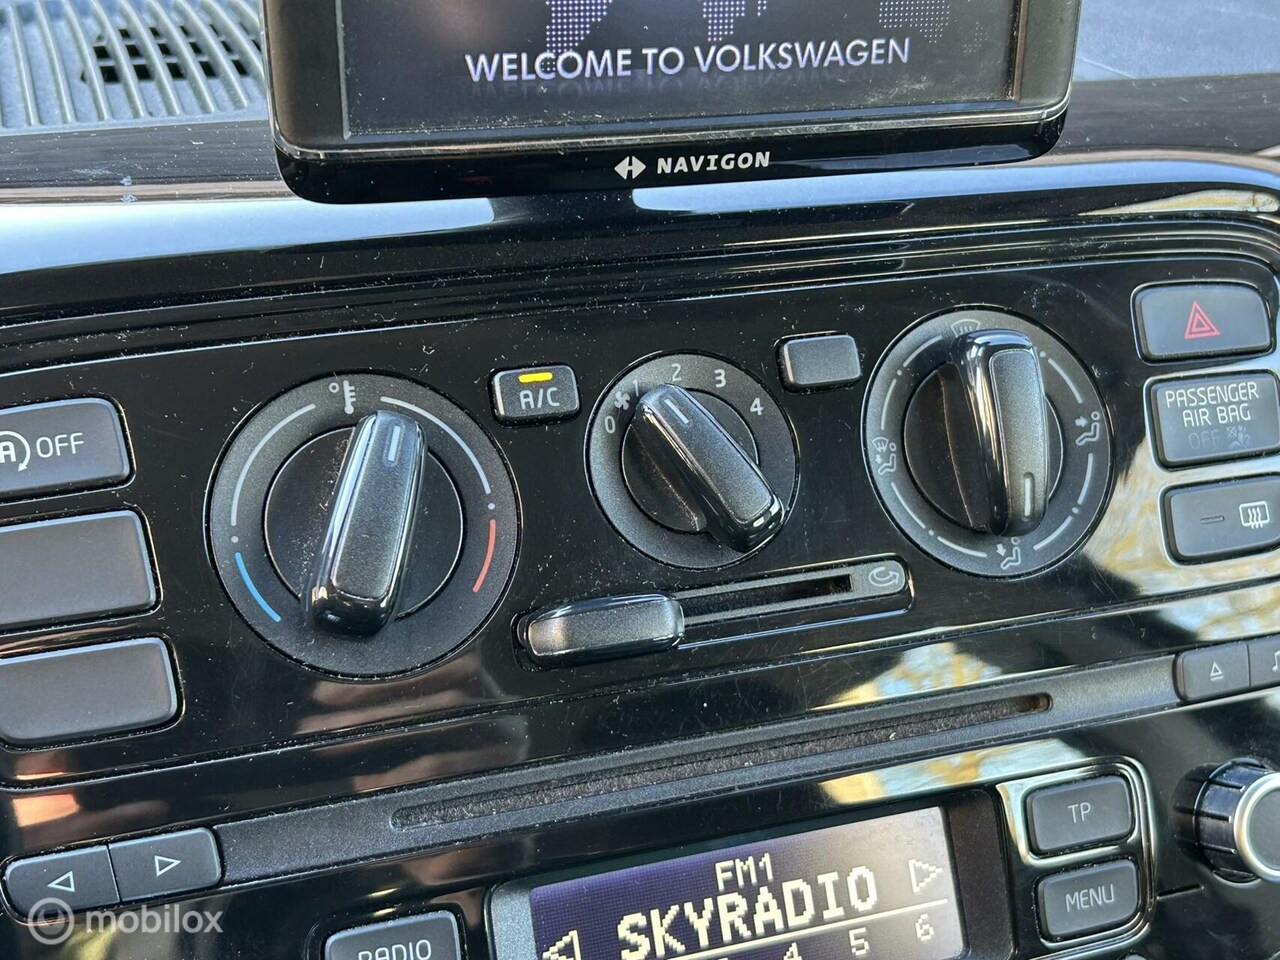 WELCOME TO VOLKSWAGEN
NAVIGON
A OFF
A/C
0 1 2 3 4
PASSENGER
AIR BAG
OFF
TP
MENU
RADIO
FM1
SKYRADIO
4 5 6
mobilox